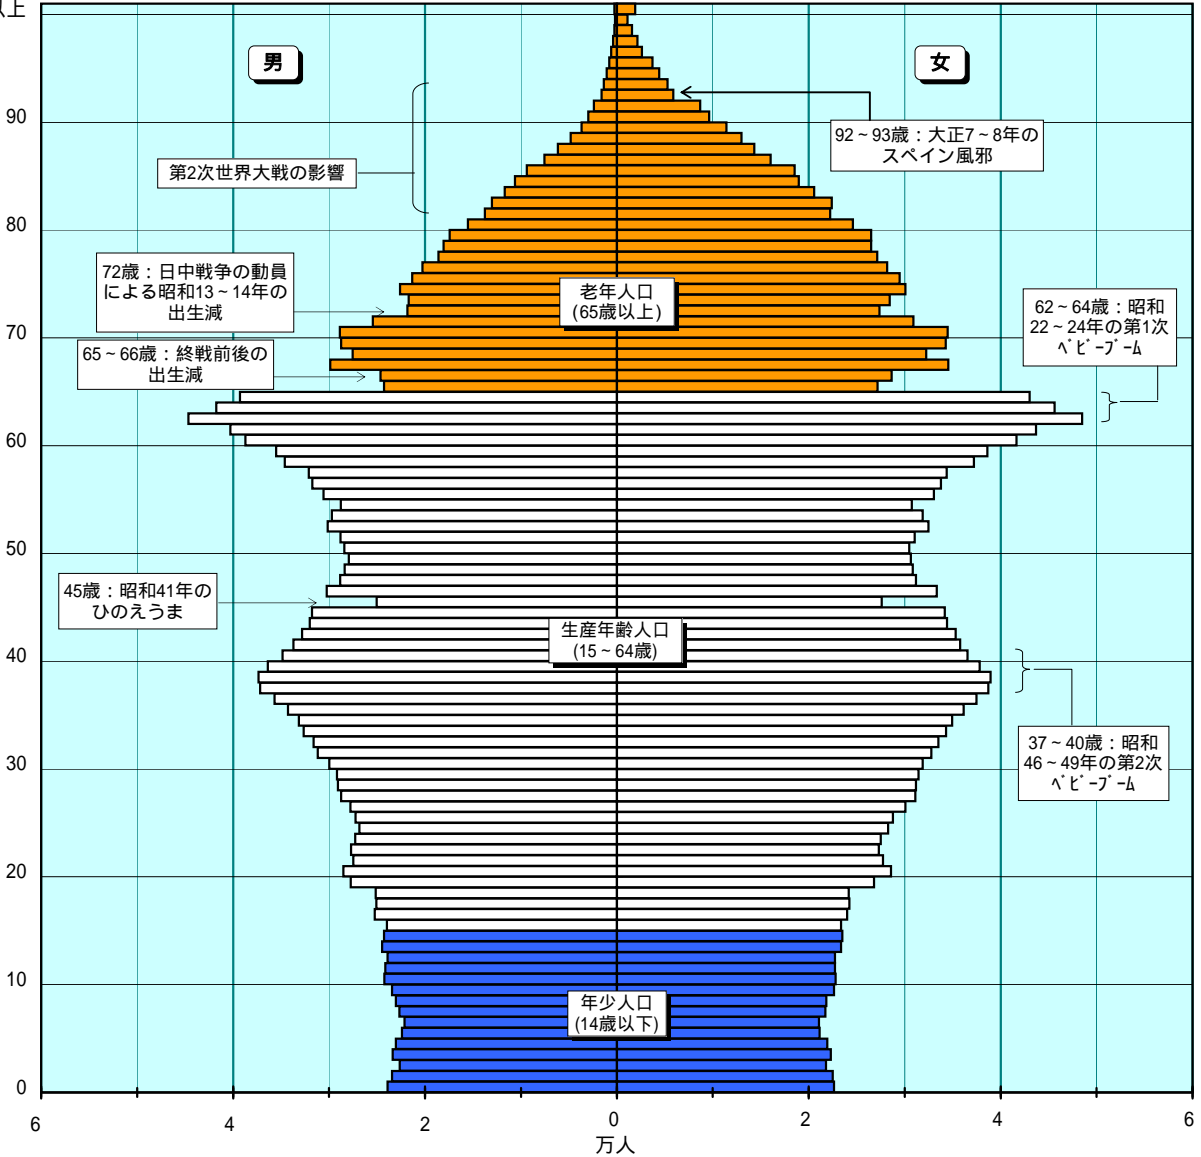 以上
男
女
90
92～93歳：大正7～8年の
スペイン風邪
第2次世界大戦の影響
80
72歳：日中戦争の動員
による昭和13～14年の
出生減
老年人口
(65歳以上)
62～64歳：昭和
22～24年の第1次
ﾍﾞﾋﾞｰﾌﾞｰﾑ
70
65～66歳：終戦前後の
出生減
60
50
45歳：昭和41年の
ひのえうま
生産年齢人口
(15～64歳)
40
37～40歳：昭和
46～49年の第2次
ﾍﾞﾋﾞｰﾌﾞｰﾑ
30
20
10
年少人口
(14歳以下)
0
6
4
2
0
2
4
6
万人